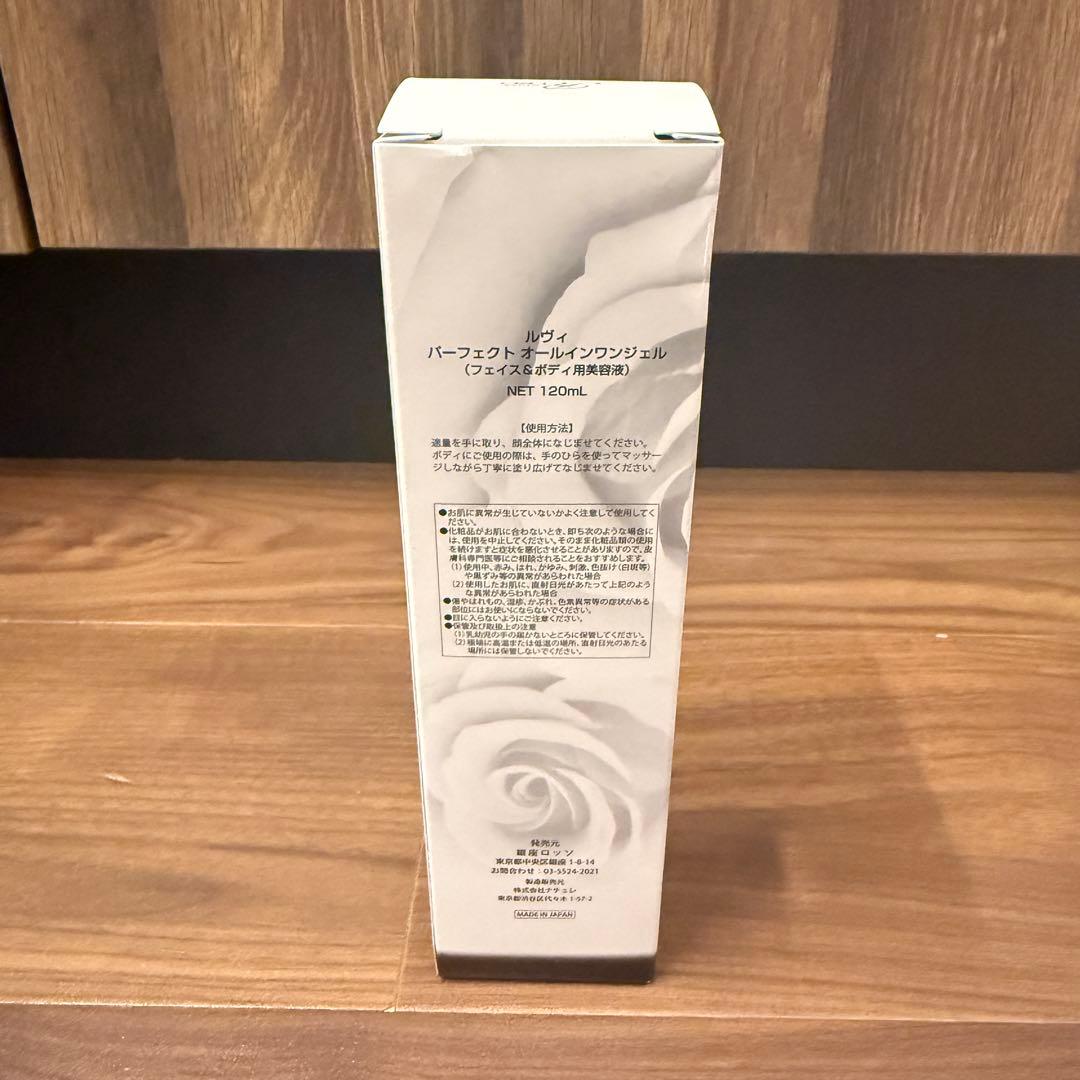 ルヴィ
パーフェクト オールインワンジェル
（フェイス&ボディ用美容液）
NET 120mL
【使用方法】
適量を手に取り、顔全体になじませてください。
ボディにご使用の際は、手のひらを使ってマッサー
ジしながら丁寧に塗り広げてなじませてください。
●お肌に異常が生じていないかよく注意して使用してく
ださい。
●化粧品がお肌に合わないとき、即ち次のような場合に
は、使用を中止してください。そのまま化粧品類の使用
を続けますと症状を悪化させることがありますので、皮
膚科専門医等にご相談されることをおすすめします。
(1)使用中、赤み、はれ、かゆみ、刺激、色抜け(白斑等)
や黒ずみ等の異常があらわれた場合
(2)使用したお肌に、直射日光があたって上記のよう
な異常があらわれた場合
●傷やはれもの、湿疹、かぶれ、色素異常等の症状がある
部位にはお使いにならないでください。
●目に入らないようにご注意ください。
●保管及び取扱上の注意
(1)乳幼児の手の届かないところに保管してください。
(2)極端に高温または低温の場所、直射日光のあたる
場所には保管しないでください。
発売元
銀座ロッソ
東京都中央区銀座 1-8-14
お問合わせ：03-5524-2021
製造販売元
株式会社ナチュレ
東京都渋谷区代々木 1-57-2
MADE IN JAPAN